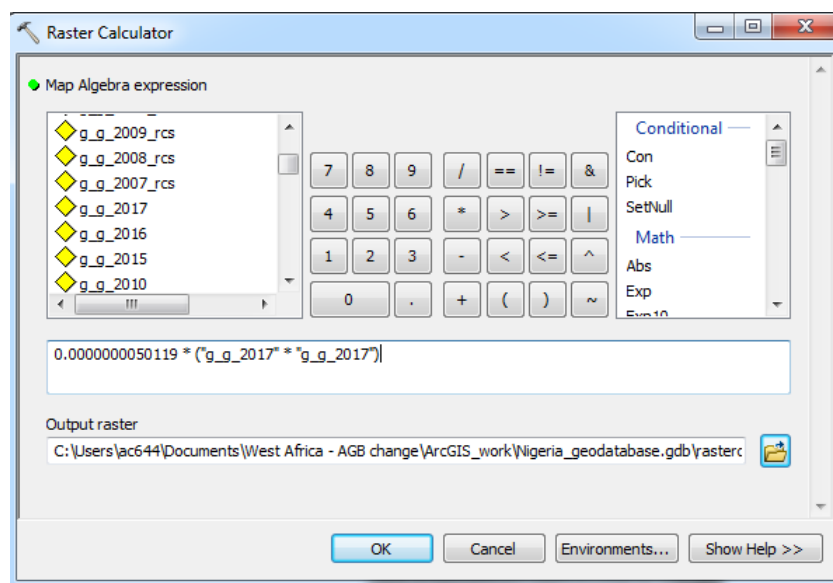 Raster Calculator
Map Algebra expression
g_g_2009_rcs
g_g_2008_rcs
g_g_2007_rcs
g_g_2017
g_g_2016
g_g_2015
g_g_2010
7 8 9 / == != &
4 5 6 * > >= |
1 2 3 - < <= ^
0 . + ( ) ~
Conditional
Con
Pick
SetNull
Math
Abs
Exp
Exp10
0.0000000050119 * ("g_g_2017" * "g_g_2017")
Output raster
C:\Users\ac644\Documents\West Africa - AGB change\ArcGIS_work\Nigeria_geodatabase.gdb\rasterc
OK Cancel Environments... Show Help >>